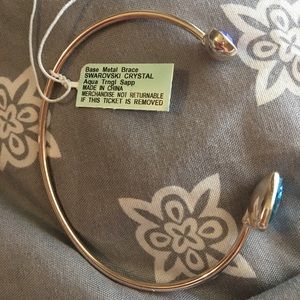 Base Metal Brace
SWAROVSKI CRYSTAL
Aqua Trngl Sapp
MADE IN CHINA
MERCHANDISE NOT RETURNABLE
IF THIS TICKET IS REMOVED